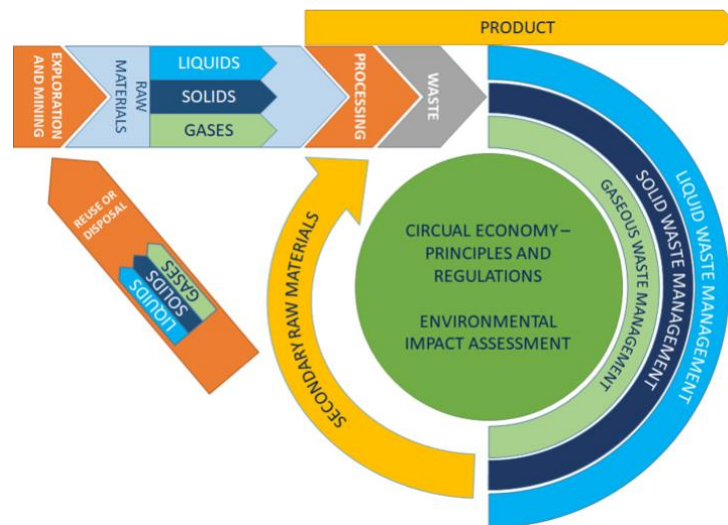 PRODUCT
EXPLORATION
AND MINING
RAW
MATERIALS
LIQUIDS
SOLIDS
GASES
PROCESSING
WASTE
REUSE OR
DISPOSAL
GASES
SOLIDS
LIQUIDS
SECONDARY RAW MATERIALS
CIRCUAL ECONOMY–
PRINCIPLES AND
REGULATIONS
ENVIRONMENTAL
IMPACT ASSESSMENT
GASEOUS WASTE MANAGEMENT
SOLID WASTE MANAGEMENT
LIQUID WASTE MANAGEMENT